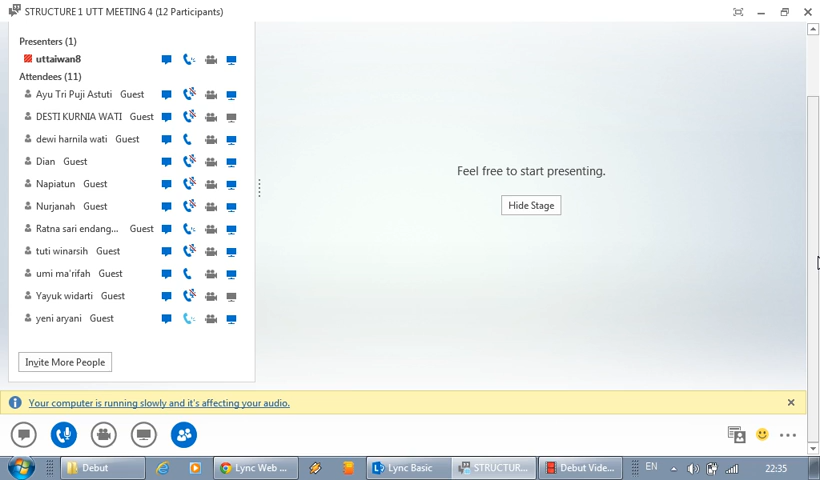 STRUCTURE 1 UTT MEETING 4 (12 Participants)
Presenters (1)
uttaiwan8
Attendees (11)
Ayu Tri Puji Astuti Guest
DESTI KURNIA WATI Guest
dewi harnila wati Guest
Dian Guest
Napiatun Guest
Nurjanah Guest
Ratna sari endang... Guest
tuti winarsih Guest
umi ma'rifah Guest
Yayuk widarti Guest
yeni aryani Guest
Invite More People
Feel free to start presenting.
Hide Stage
Your computer is running slowly and it's affecting your audio.
Debut
Lync Web ...
Lync Basic
STRUCTUR...
Debut Vide...
EN
22:35